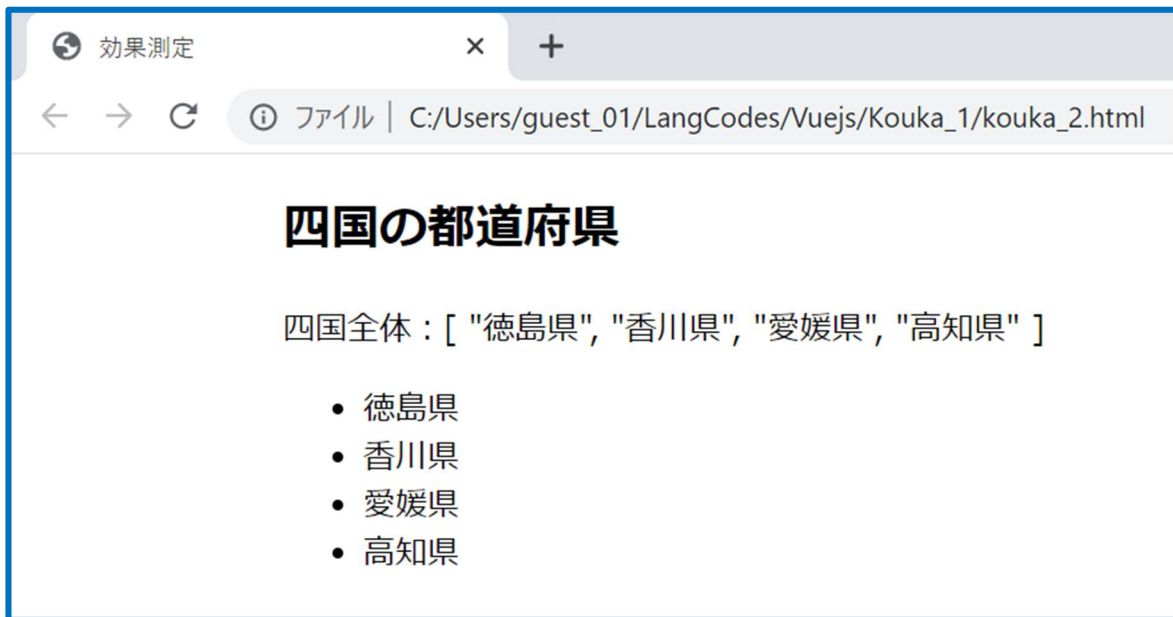 効果測定
ファイル | C:/Users/guest_01/LangCodes/Vuejs/Kouka_1/kouka_2.html
四国の都道府県
四国全体：[ "徳島県", "香川県", "愛媛県", "高知県" ]
• 徳島県
• 香川県
• 愛媛県
• 高知県